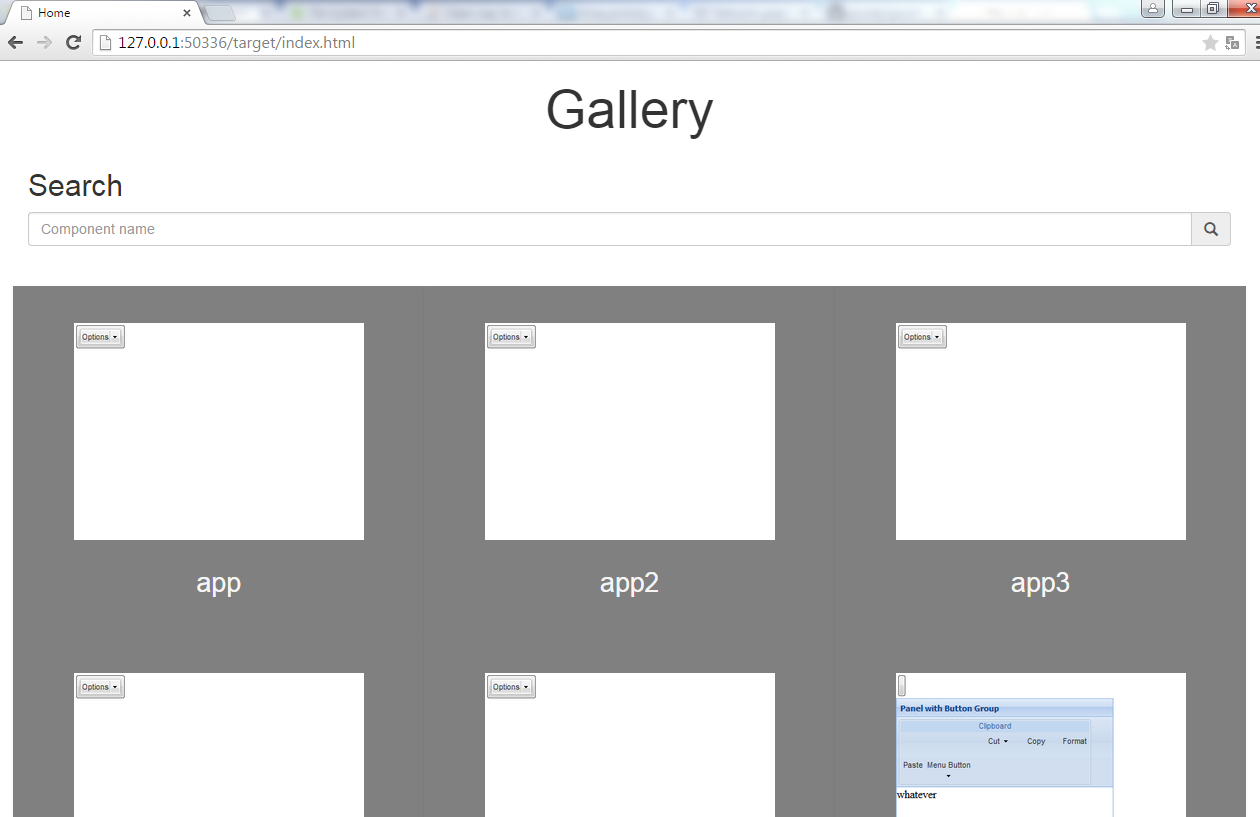 Home
127.0.0.1:50336/target/index.html
Gallery
Search
Component name
Options
Options
Options
app
app2
app3
Options
Options
Panel with Button Group
Clipboard
Cut Copy Format
Paste Menu Button
whatever